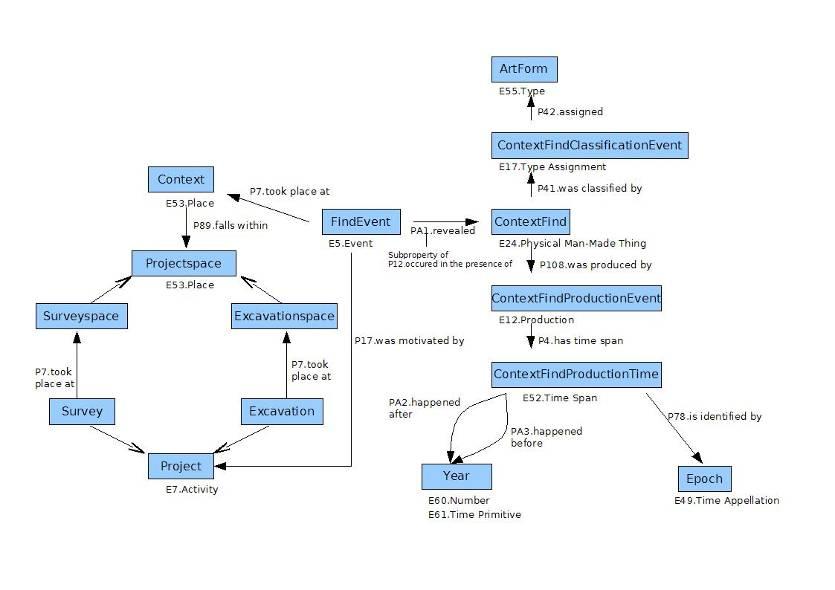 ArtForm
E55.Type
P42.assigned
ContextFindClassificationEvent
E17.Type Assignment
P41.was classified by
Context
E53.Place
P7.took place at
P89.falls within
FindEvent
E5.Event
PA1.revealed
Subproperty of
P12.occured in the presence of
ContextFind
E24.Physical Man-Made Thing
P108.was produced by
Projectspace
E53.Place
Surveyspace
Excavationspace
ContextFindProductionEvent
E12.Production
P4.has time span
P17.was motivated by
P7.took
place at
P7.took
place at
ContextFindProductionTime
E52.Time Span
Survey
Excavation
PA2.happened
after
PA3.happened
before
P78.is identified by
Project
E7.Activity
Year
E60.Number
E61.Time Primitive
Epoch
E49.Time Appellation